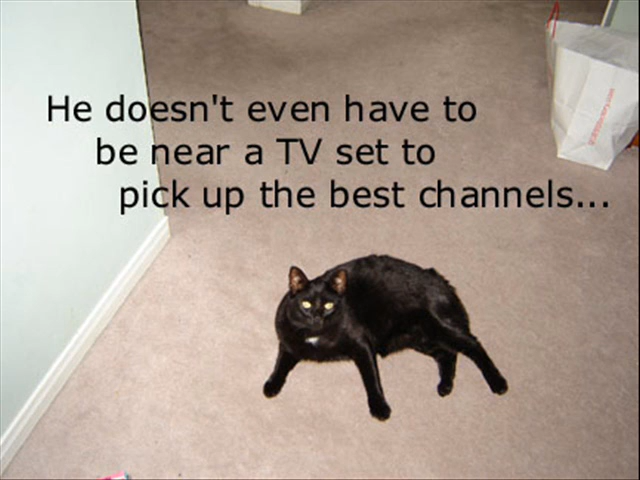 He doesn't even have to
be near a TV set to
pick up the best channels...